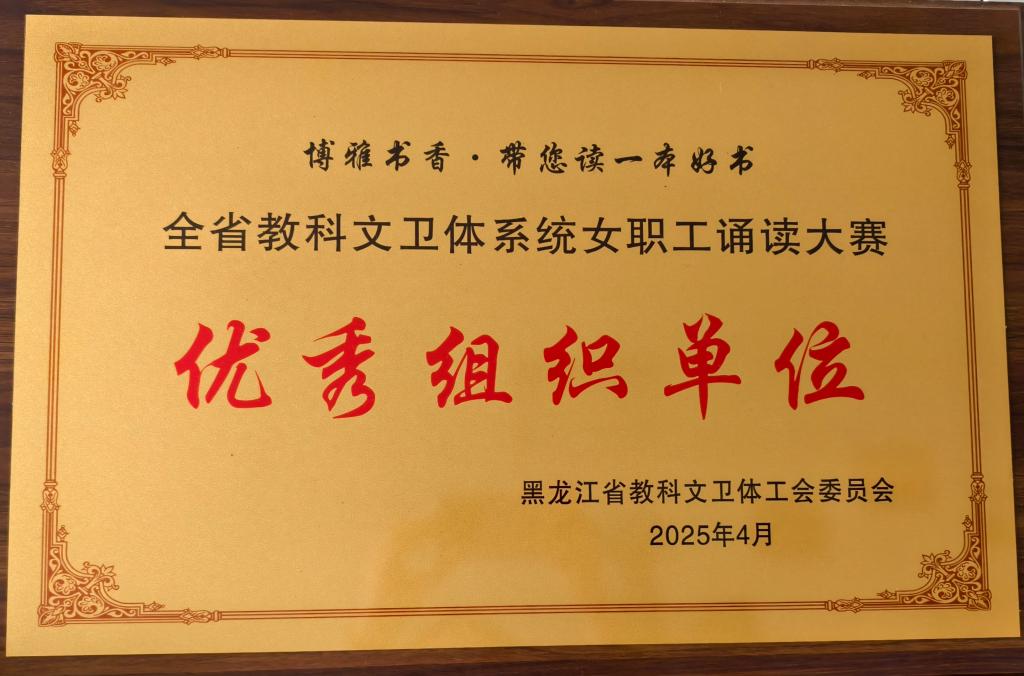 博雅书香·带您读一本好书
全省教科文卫体系统女职工诵读大赛
优秀组织单位
黑龙江省教科文卫体工会委员会
2025年4月